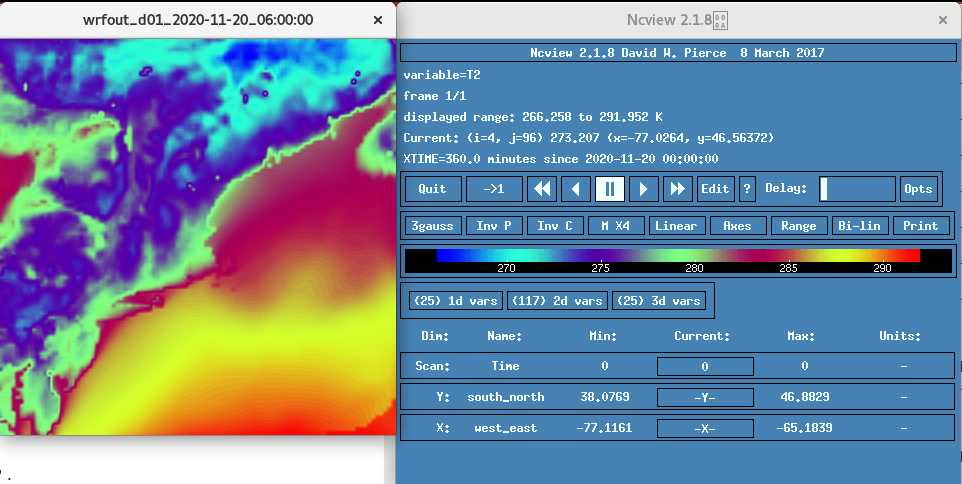 wrfout_d01_2020-11-20_06:00:00 ×
Ncview 2.1.8 ×
Ncview 2.1.8 David W. Pierce  8 March 2017
variable=T2
frame 1/1
displayed range: 266.258 to 291.952 K
Current: (i=4, j=96) 273.207 (x=-77.0264, y=46.56372)
XTIME=360.0 minutes since 2020-11-20 00:00:00
Quit ->1 Edit ? Delay: Opts
3gauss Inv P Inv C M X4 Linear Axes Range Bi-lin Print
270 275 280 285 290
(25) 1d vars (117) 2d vars (25) 3d vars
Dim: Name: Min: Current: Max: Units:
Scan: Time 0 0 0 -
Y: south_north 38.0769 -Y- 46.8829 -
X: west_east -77.1161 -X- -65.1839 -